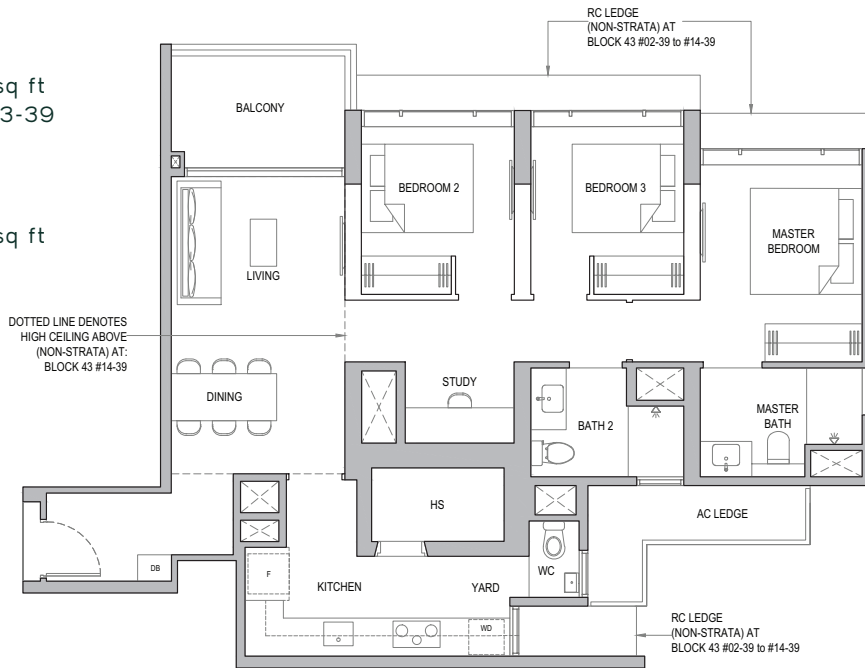 sq ft
3-39
sq ft
RC LEDGE
(NON-STRATA) AT
BLOCK 43 #02-39 to #14-39
BALCONY
BEDROOM 2
BEDROOM 3
MASTER
BEDROOM
LIVING
DOTTED LINE DENOTES
HIGH CEILING ABOVE
(NON-STRATA) AT:
BLOCK 43 #14-39
DINING
STUDY
BATH 2
MASTER
BATH
HS
AC LEDGE
DB
F
KITCHEN
YARD
WC
WD
RC LEDGE
(NON-STRATA) AT
BLOCK 43 #02-39 to #14-39